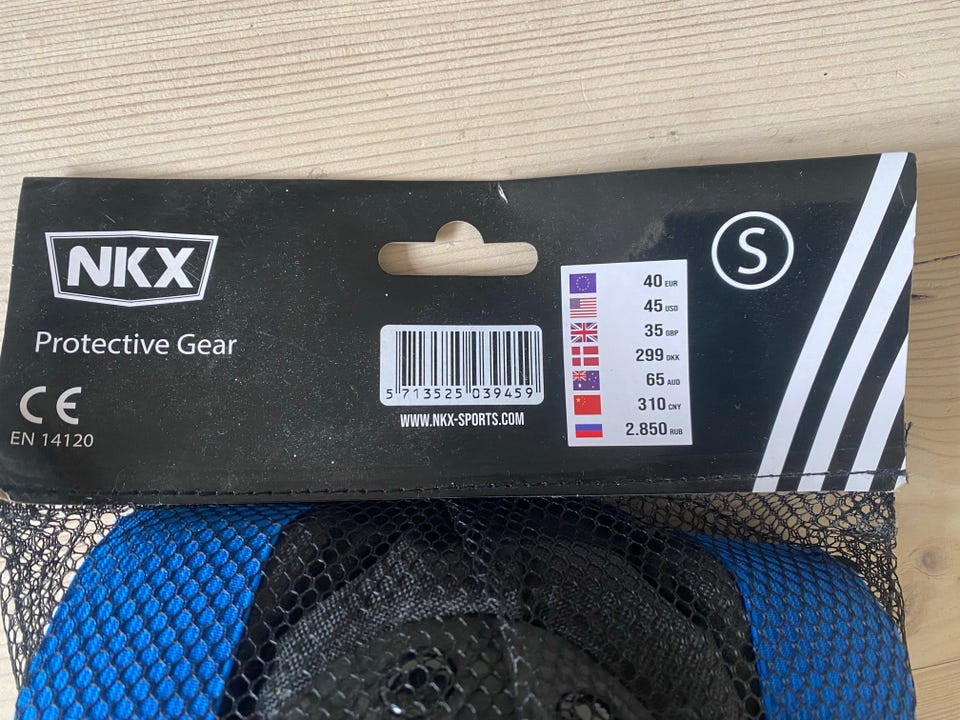 NKX
Protective Gear
CE
EN 14120
5 713525 039459
WWW.NKX-SPORTS.COM
40 EUR
45 USD
35 GBP
299 DKK
65 AUD
310 CNY
2.850 RUB
S